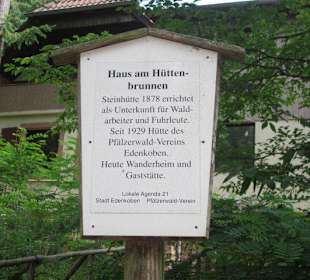 Haus am Hütten-
brunnen
Steinhütte 1878 errichtet
als Unterkunft für Wald-
arbeiter und Fuhrleute.
Seit 1929 Hütte des
Pfälzerwald-Vereins
Edenkoben.
Heute Wanderheim und
Gaststätte.
Lokale Agenda 21
Stadt Edenkoben Pfälzerwald-Verein